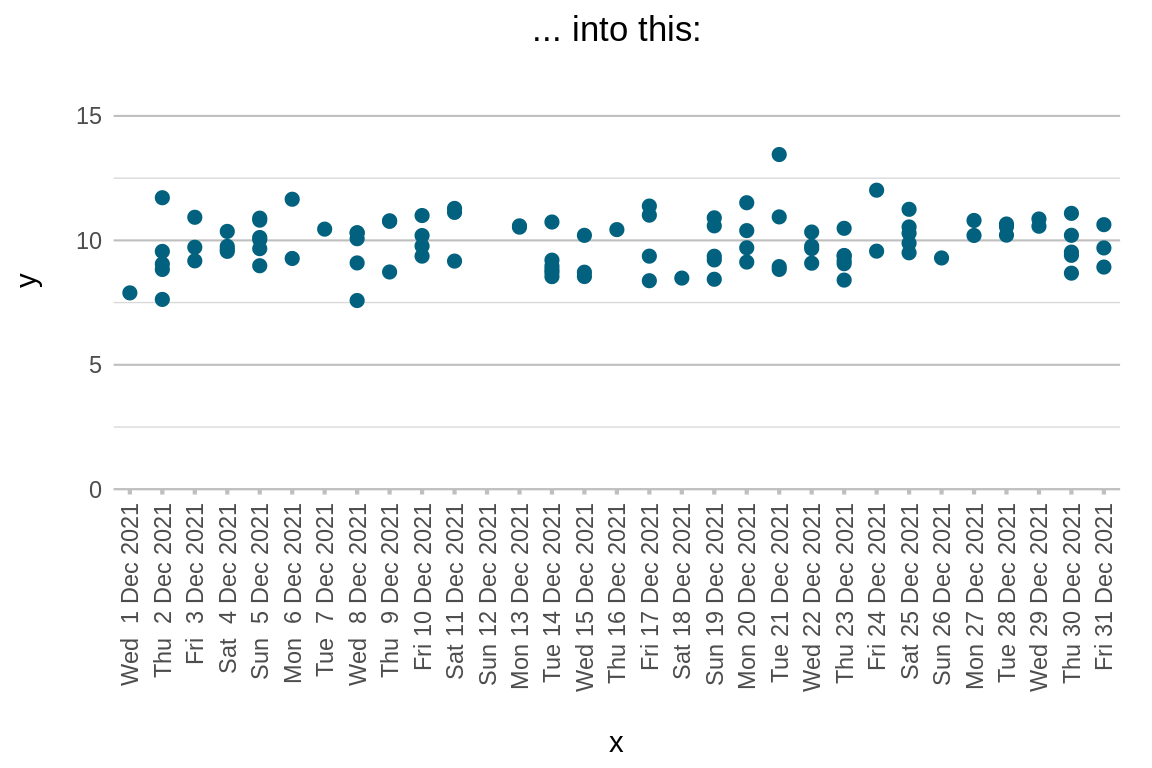 ... into this:
15
10
5
0
y
Wed  1 Dec 2021
Thu  2 Dec 2021
Fri  3 Dec 2021
Sat  4 Dec 2021
Sun  5 Dec 2021
Mon  6 Dec 2021
Tue  7 Dec 2021
Wed  8 Dec 2021
Thu  9 Dec 2021
Fri 10 Dec 2021
Sat 11 Dec 2021
Sun 12 Dec 2021
Mon 13 Dec 2021
Tue 14 Dec 2021
Wed 15 Dec 2021
Thu 16 Dec 2021
Fri 17 Dec 2021
Sat 18 Dec 2021
Sun 19 Dec 2021
Mon 20 Dec 2021
Tue 21 Dec 2021
Wed 22 Dec 2021
Thu 23 Dec 2021
Fri 24 Dec 2021
Sat 25 Dec 2021
Sun 26 Dec 2021
Mon 27 Dec 2021
Tue 28 Dec 2021
Wed 29 Dec 2021
Thu 30 Dec 2021
Fri 31 Dec 2021
x